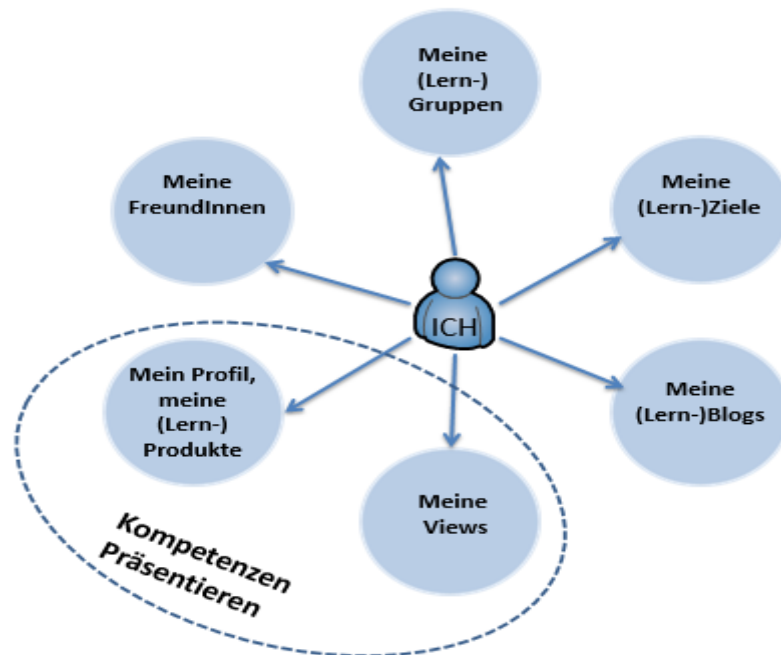 Meine
(Lern-)
Gruppen
Meine
FreundInnen
Meine
(Lern-)Ziele
ICH
Mein Profil,
meine
(Lern-)
Produkte
Meine
(Lern-)Blogs
Meine
Views
Kompetenzen
Präsentieren